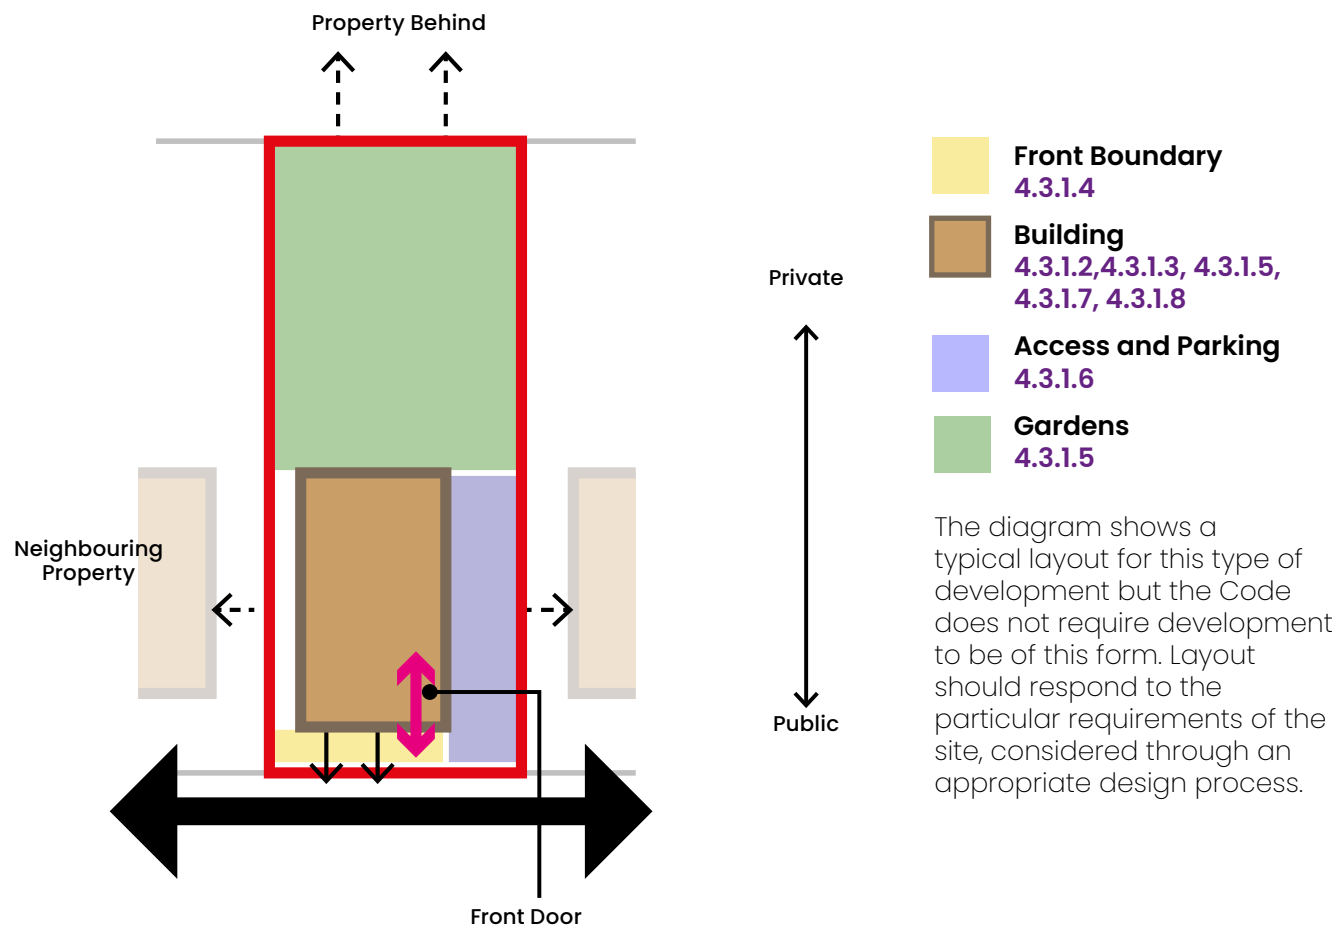 Property Behind
Front Boundary
4.3.1.4
Building
4.3.1.2,4.3.1.3, 4.3.1.5,
4.3.1.7, 4.3.1.8
Private
Access and Parking
4.3.1.6
Gardens
4.3.1.5
Neighbouring
Property
The diagram shows a
typical layout for this type of
development but the Code
does not require development
to be of this form. Layout
should respond to the
particular requirements of the
site, considered through an
appropriate design process.
Public
Front Door